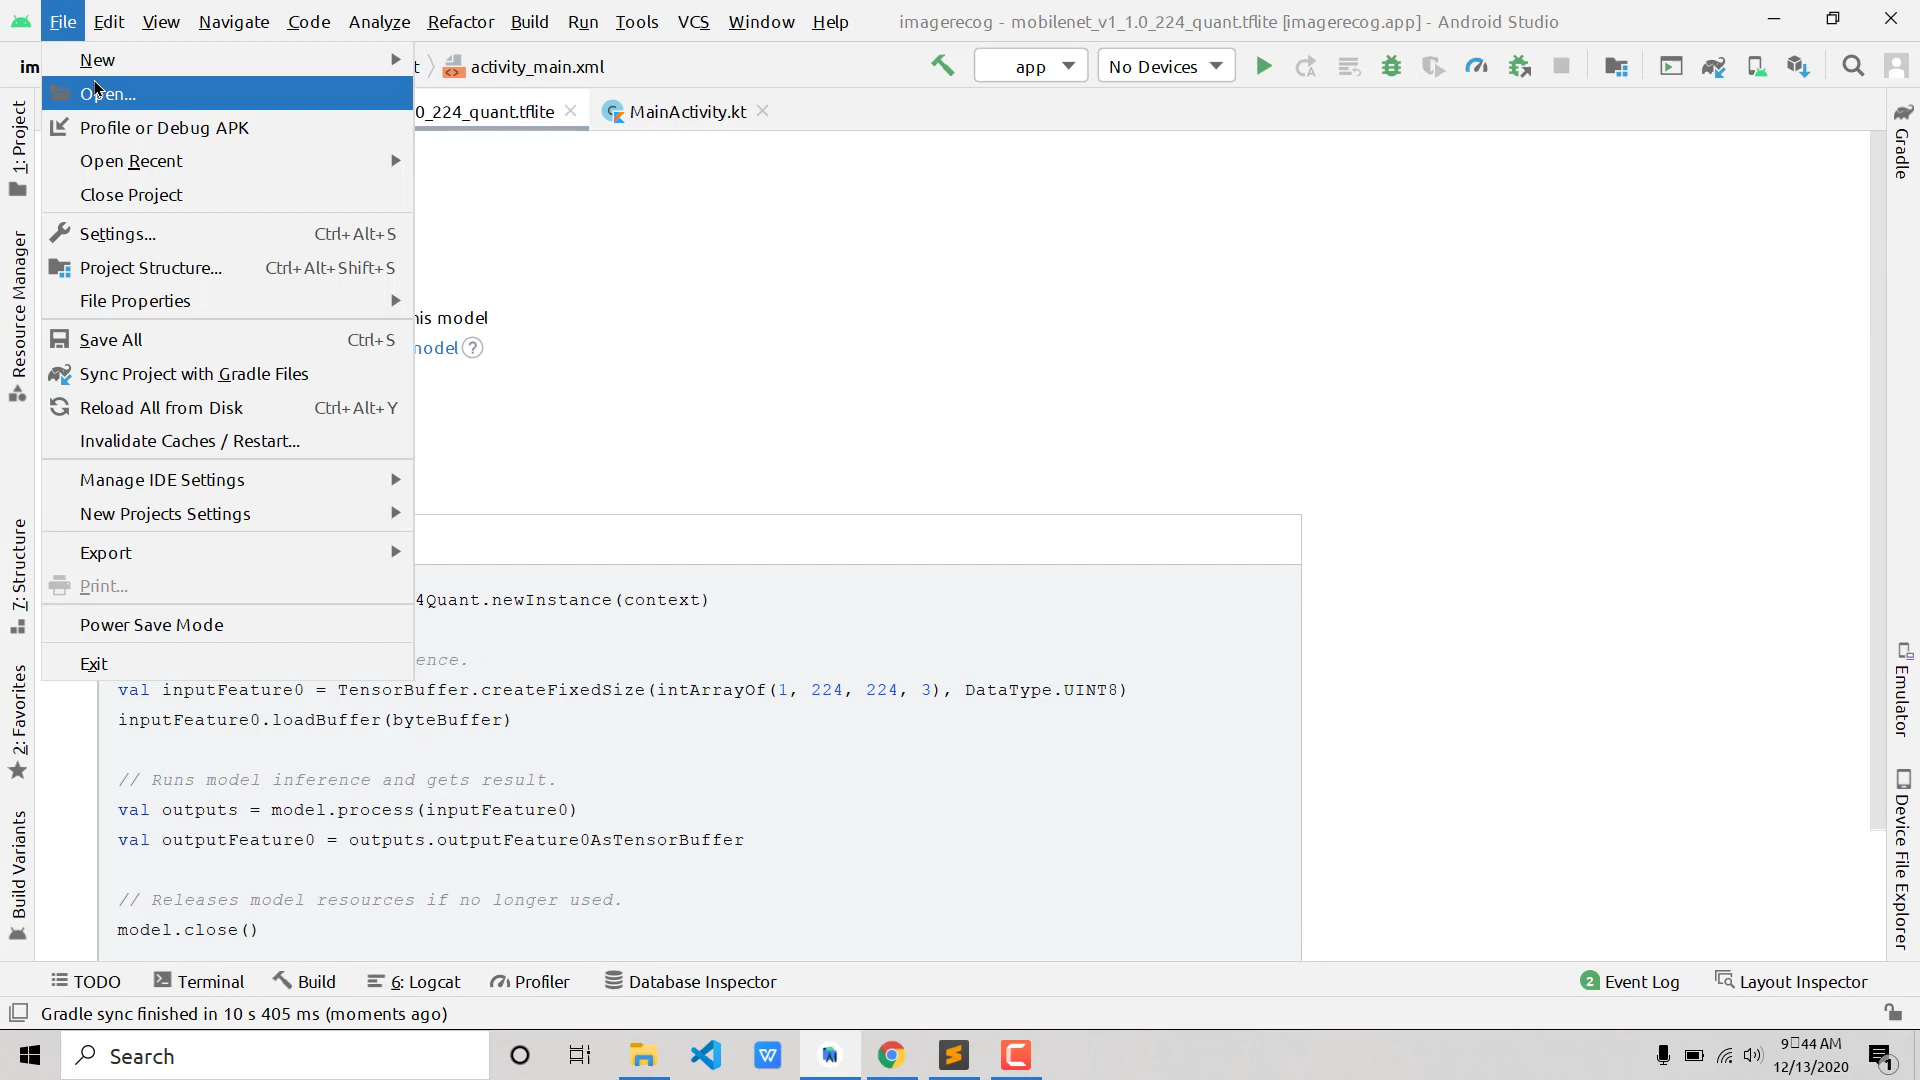 File Edit View Navigate Code Analyze Refactor Build Run Tools VCS Window Help imagerecog - mobilenet_v1_1.0_224_quant.tflite [imagerecog.app] - Android Studio
im
t
activity_main.xml
app
No Devices
New
Open...
Profile or Debug APK
Open Recent
Close Project
Settings... Ctrl+Alt+S
Project Structure... Ctrl+Alt+Shift+S
File Properties
Save All Ctrl+S
Sync Project with Gradle Files
Reload All from Disk Ctrl+Alt+Y
Invalidate Caches / Restart...
Manage IDE Settings
New Projects Settings
Export
Print...
Power Save Mode
Exit
0_224_quant.tflite
MainActivity.kt
his model
model ?
4Quant.newInstance(context)
ence.
val inputFeature0 = TensorBuffer.createFixedSize(intArrayOf(1, 224, 224, 3), DataType.UINT8)
inputFeature0.loadBuffer(byteBuffer)
// Runs model inference and gets result.
val outputs = model.process(inputFeature0)
val outputFeature0 = outputs.outputFeature0AsTensorBuffer
// Releases model resources if no longer used.
model.close()
1: Project
Resource Manager
7: Structure
2: Favorites
Build Variants
Gradle
Emulator
Device File Explorer
TODO Terminal Build 6: Logcat Profiler Database Inspector 2 Event Log Layout Inspector
Gradle sync finished in 10 s 405 ms (moments ago)
Search
9:44 AM
12/13/2020
1